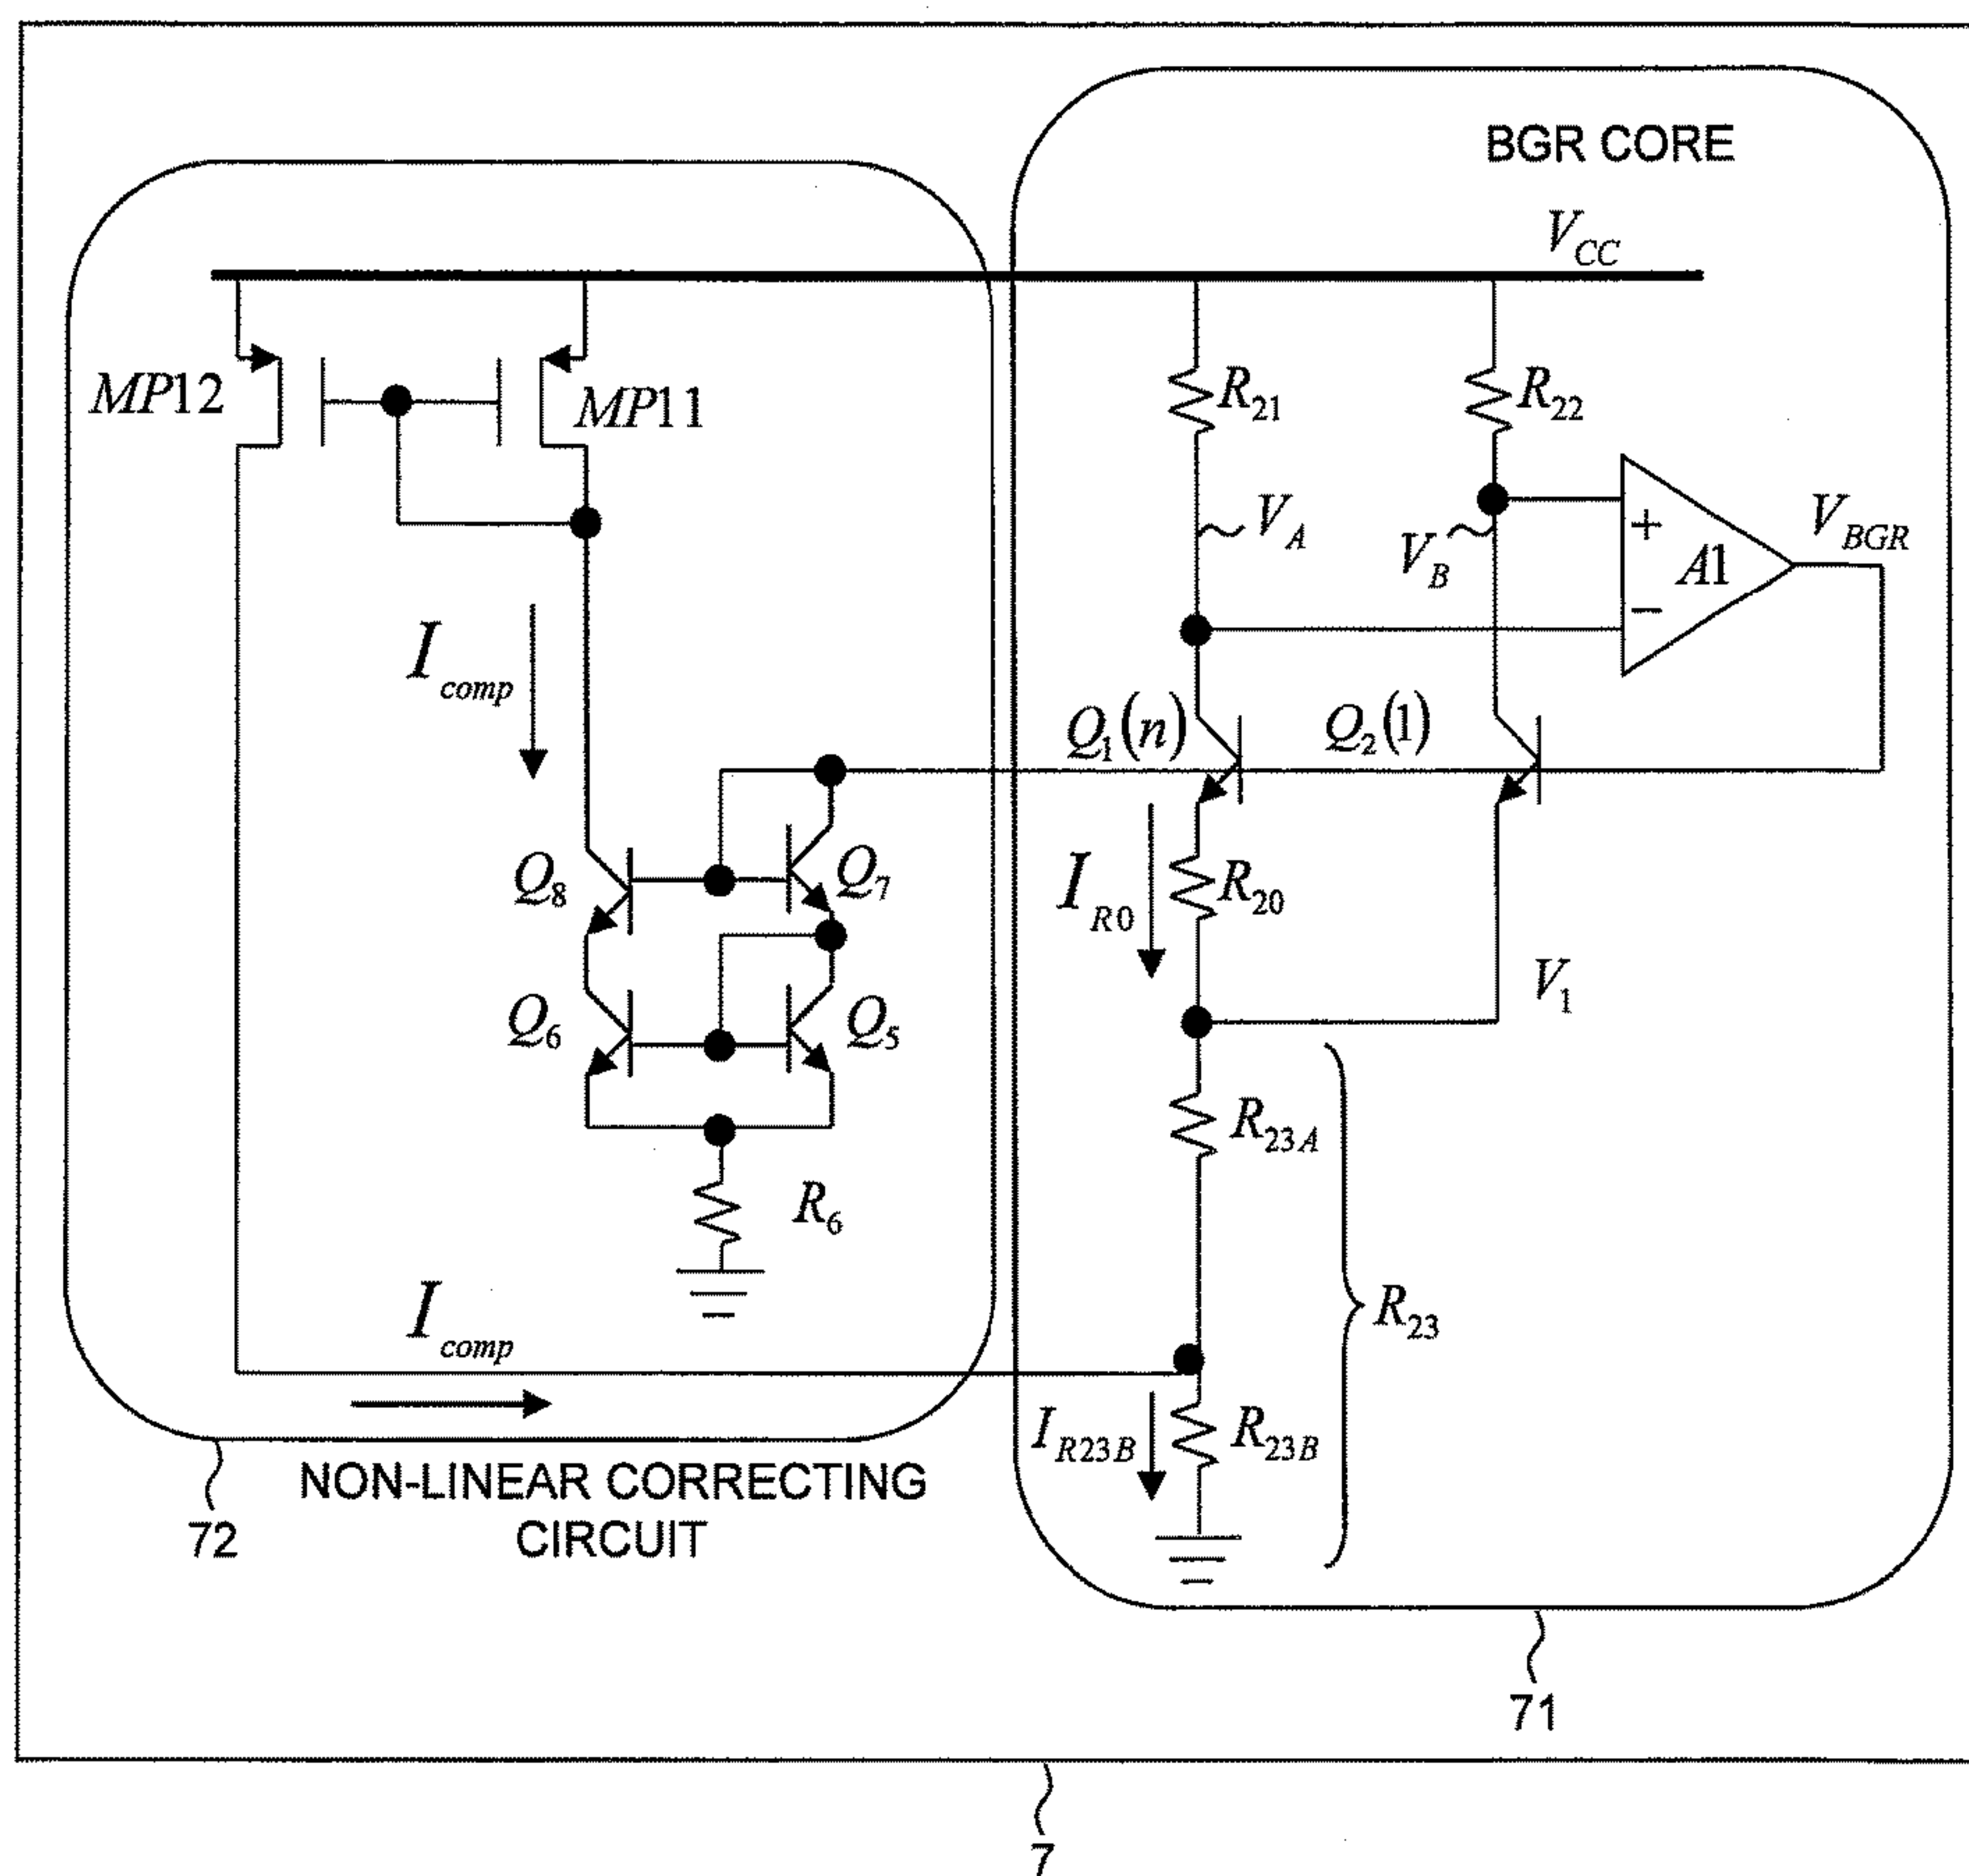 BGR CORE
V_CC
MP12
MP11
R_21
R_22
V_A
V_B
+
−
A1
V_BGR
I_comp
Q_1(n)
Q_2(1)
Q_8
Q_7
I_R0
R_20
V_1
Q_6
Q_5
R_23A
R_6
R_23
I_comp
I_R23B
R_23B
NON-LINEAR CORRECTING
CIRCUIT
72
71
7